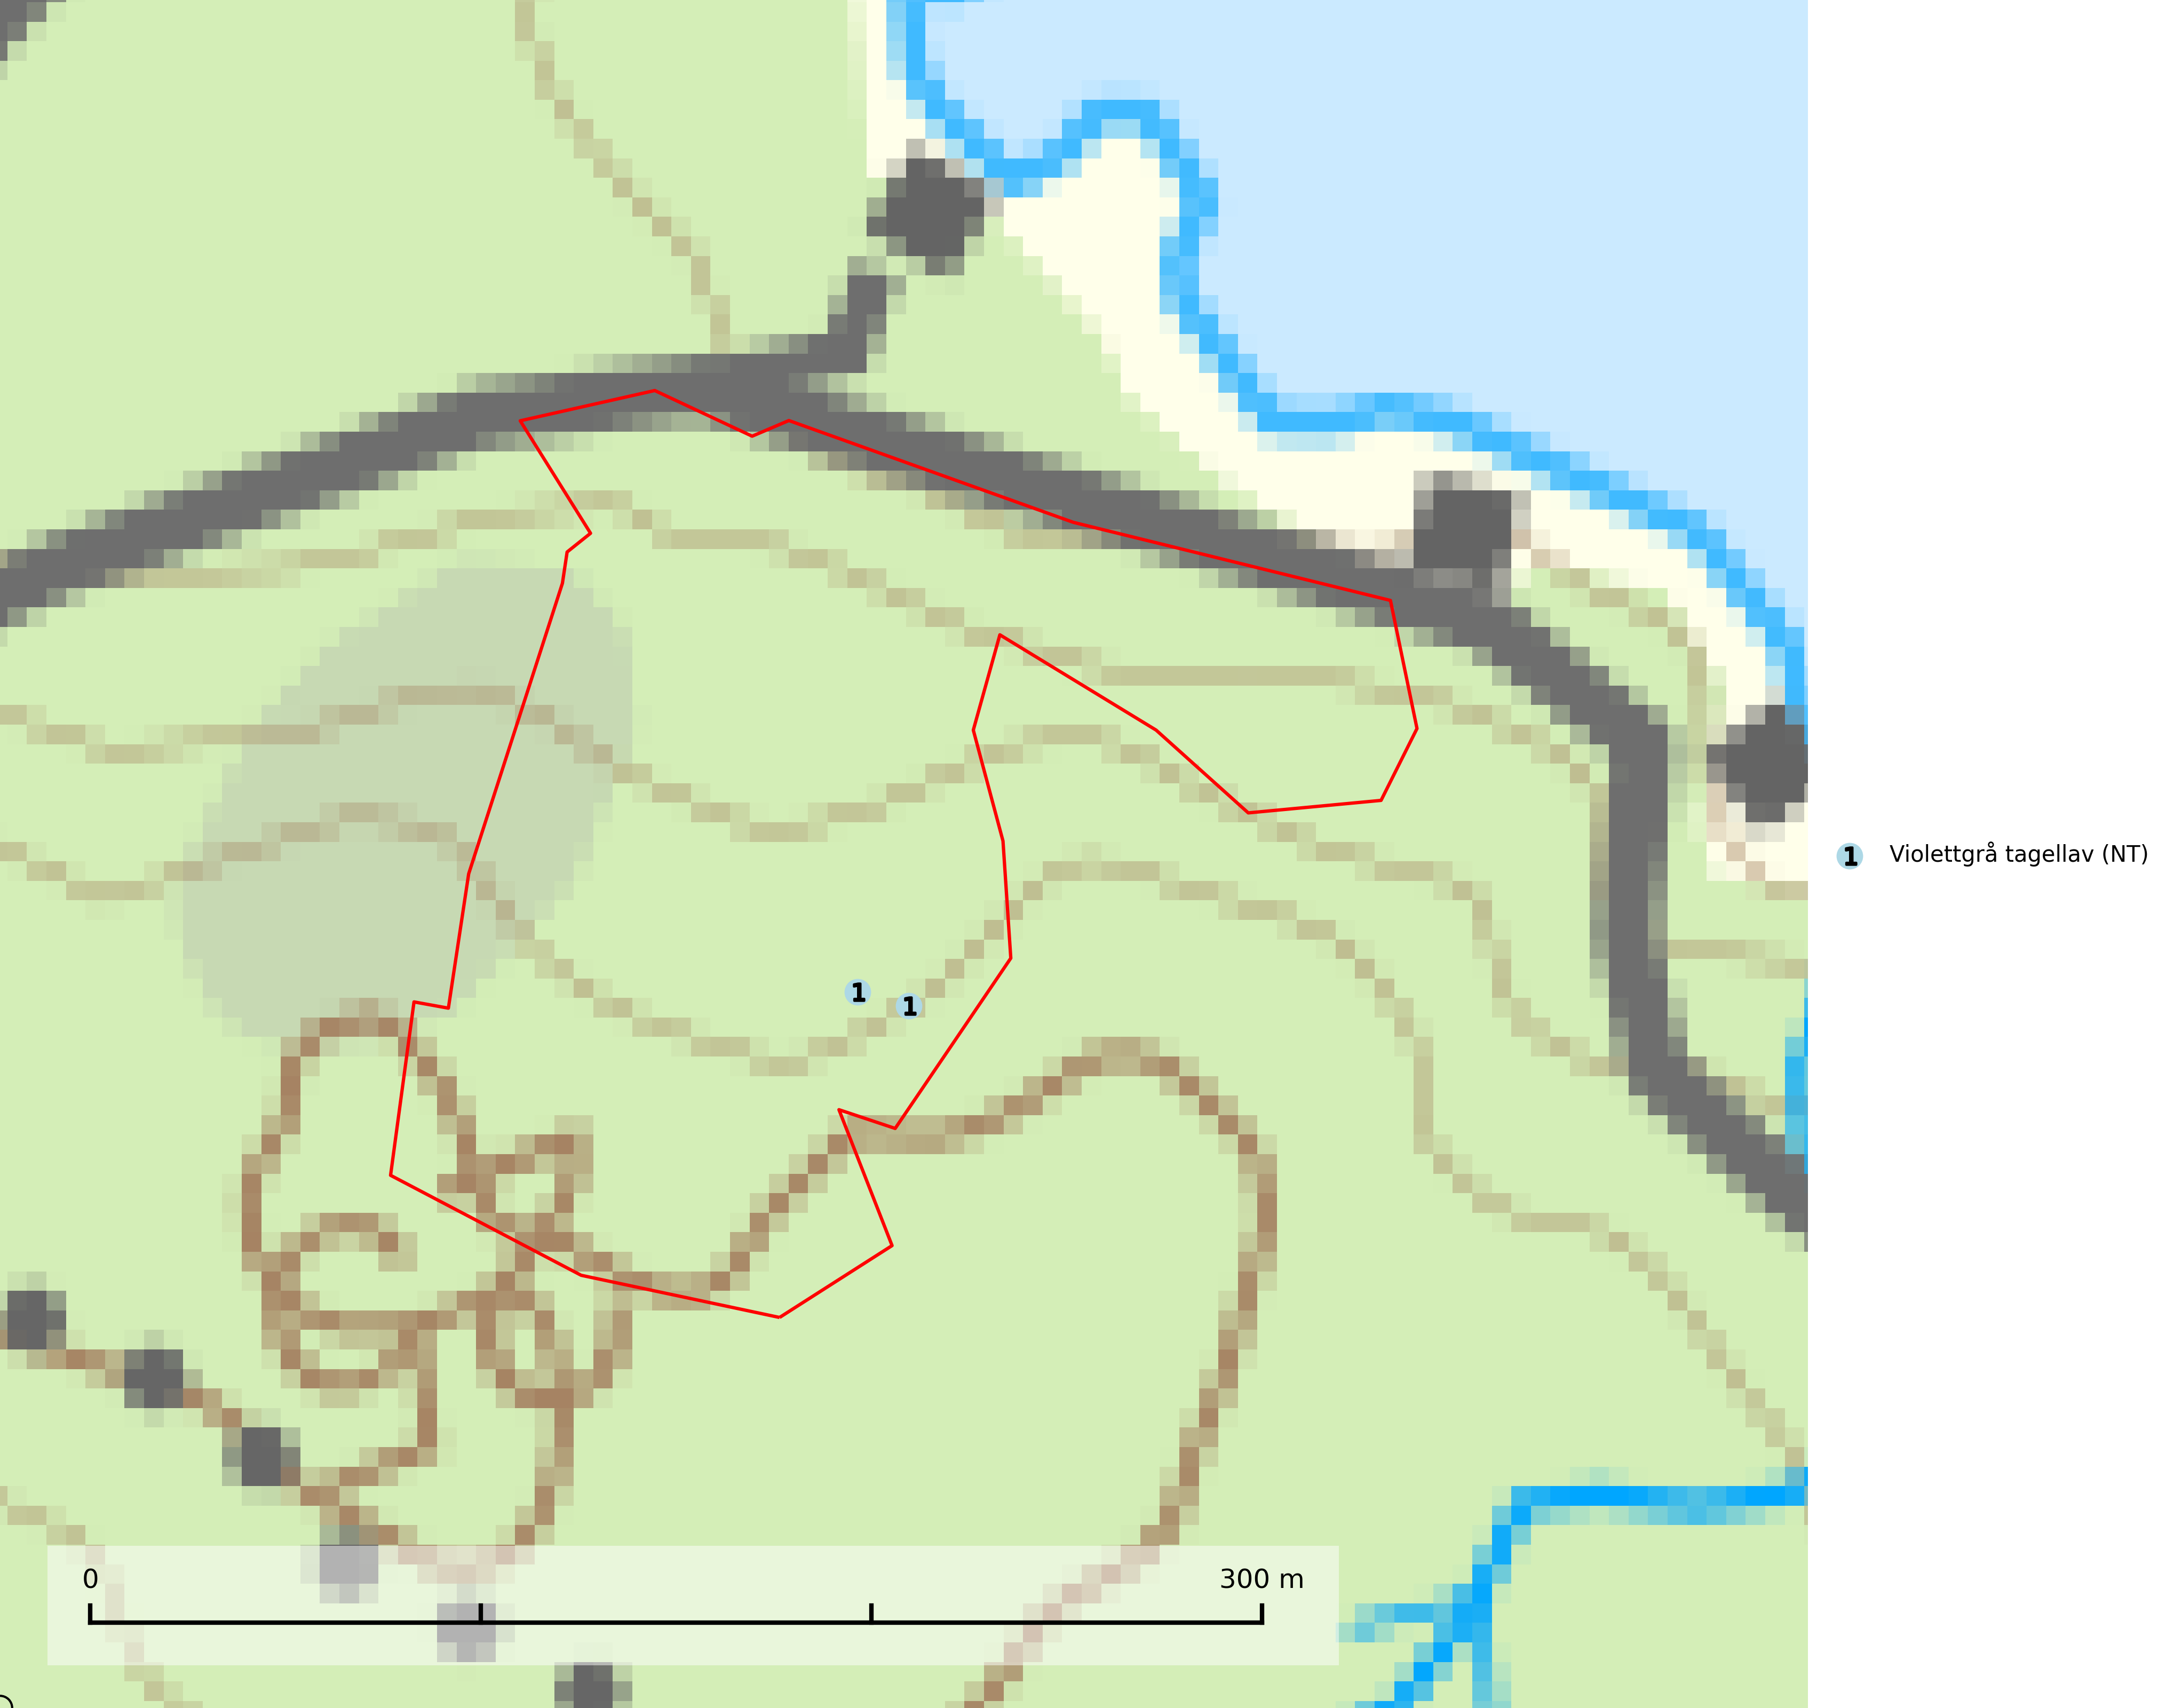 1 Violettgrå tagellav (NT)
1
1
0 300 m